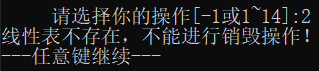 请选择你的操作[-1或1~14]:2
线性表不存在，不能进行销毁操作！
---任意键继续---